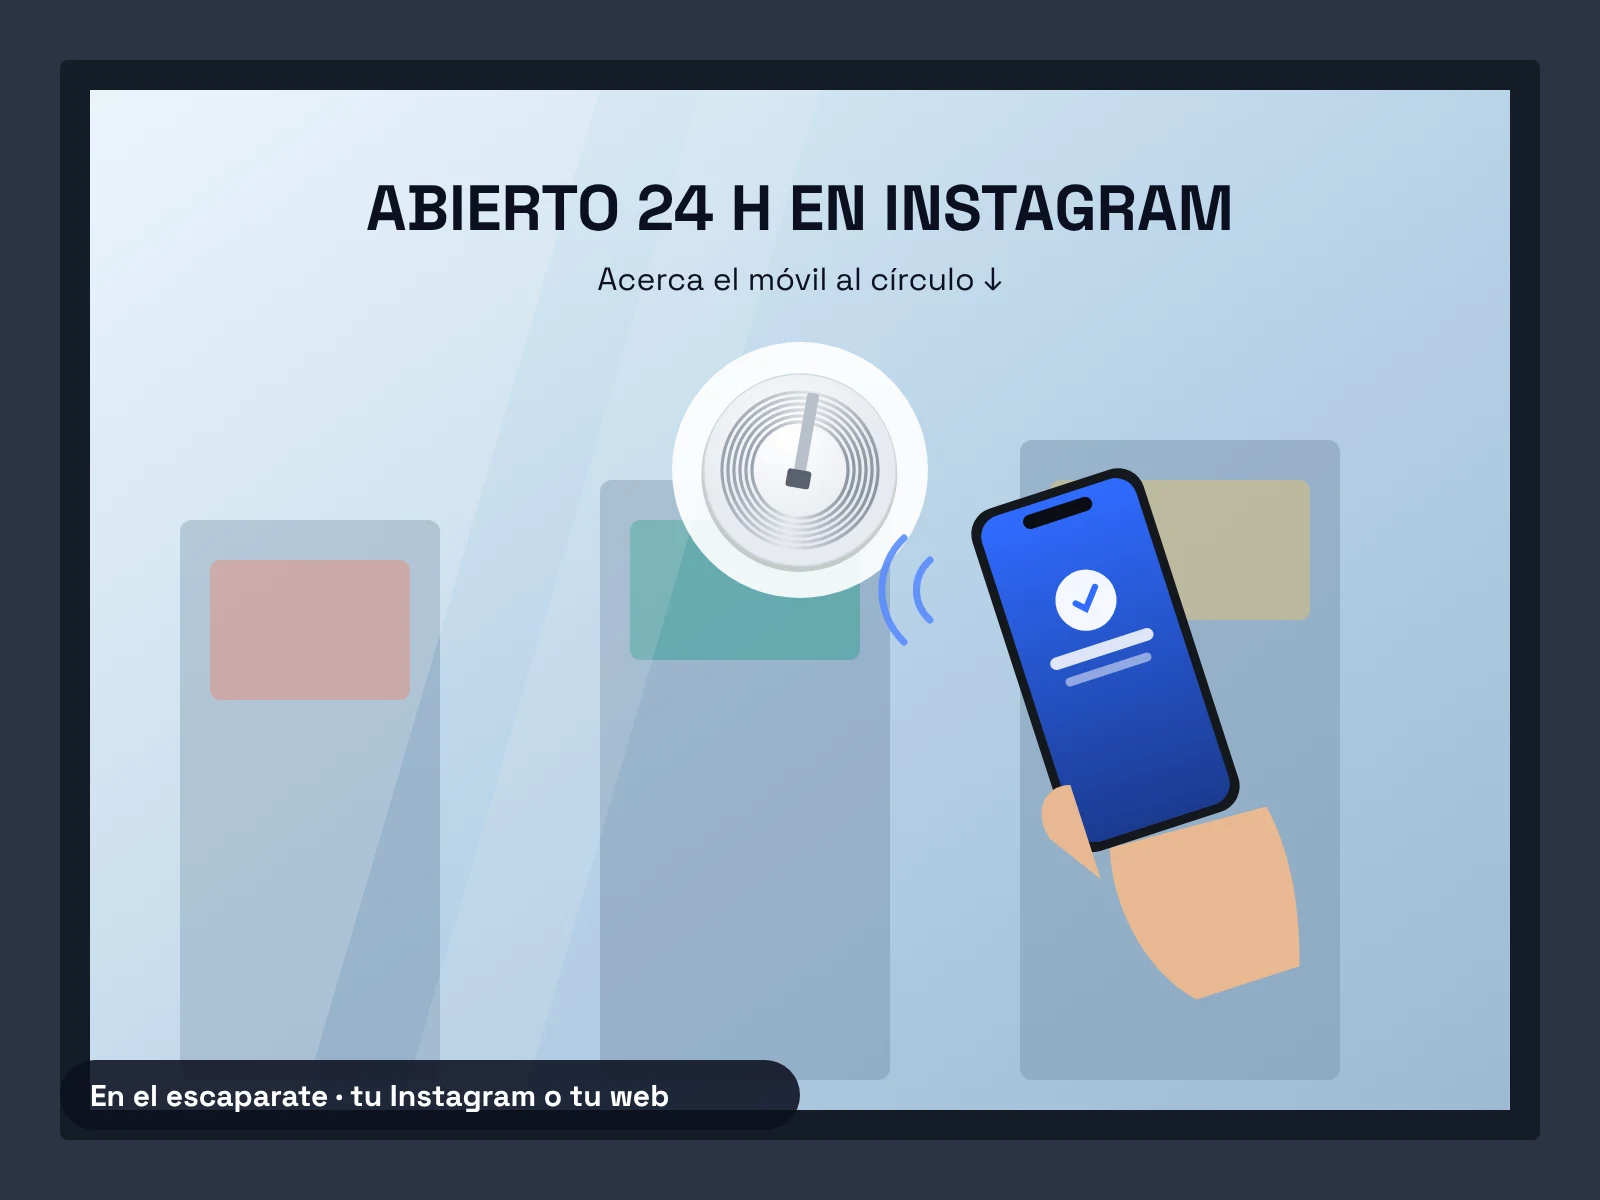 ABIERTO 24 H EN INSTAGRAM
Acerca el móvil al círculo ↓
En el escaparate · tu Instagram o tu web